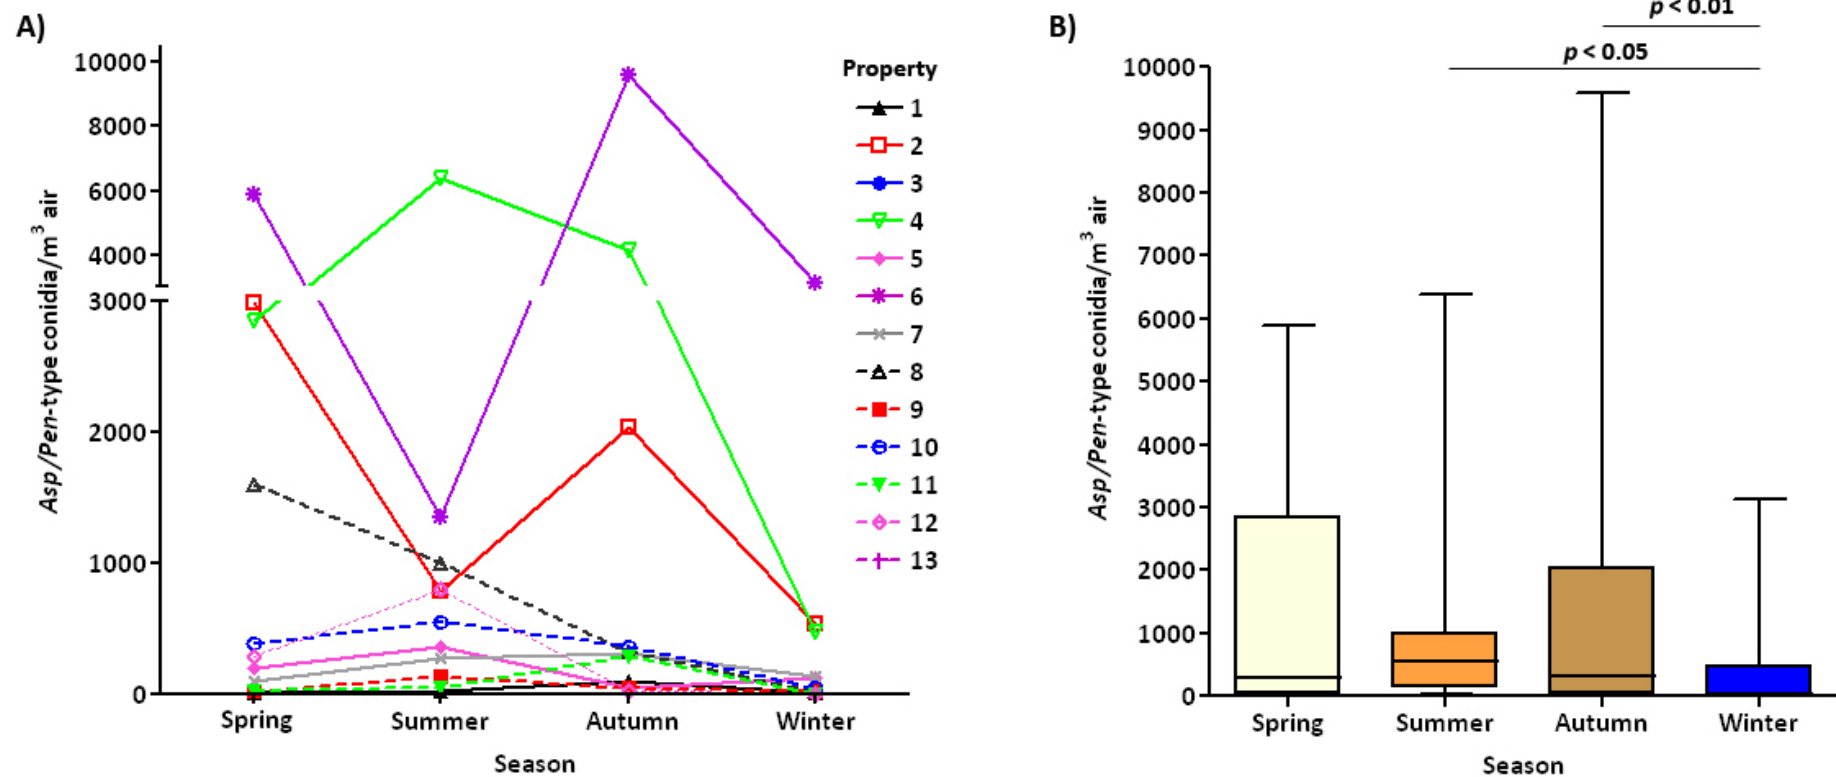 A)
10000
8000
6000
4000
3000
2000
1000
0
Asp/Pen-type conidia/m³ air
Spring Summer Autumn Winter
Season
Property
1
2
3
4
5
6
7
8
9
10
11
12
13
B)
p < 0.01
p < 0.05
10000
9000
8000
7000
6000
5000
4000
3000
2000
1000
0
Asp/Pen-type conidia/m³ air
Spring Summer Autumn Winter
Season